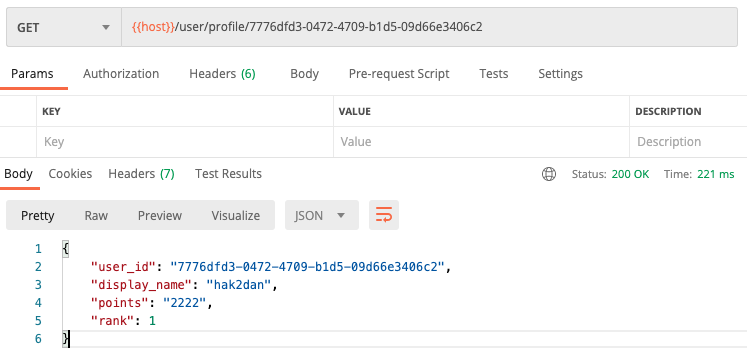 GET {{host}}/user/profile/7776dfd3-0472-4709-b1d5-09d66e3406c2
Params Authorization Headers (6) Body Pre-request Script Tests Settings
KEY VALUE DESCRIPTION
Key Value Description
Body Cookies Headers (7) Test Results Status: 200 OK Time: 221 ms
Pretty Raw Preview Visualize JSON
1 {
2 "user_id": "7776dfd3-0472-4709-b1d5-09d66e3406c2",
3 "display_name": "hak2dan",
4 "points": "2222",
5 "rank": 1
6 }